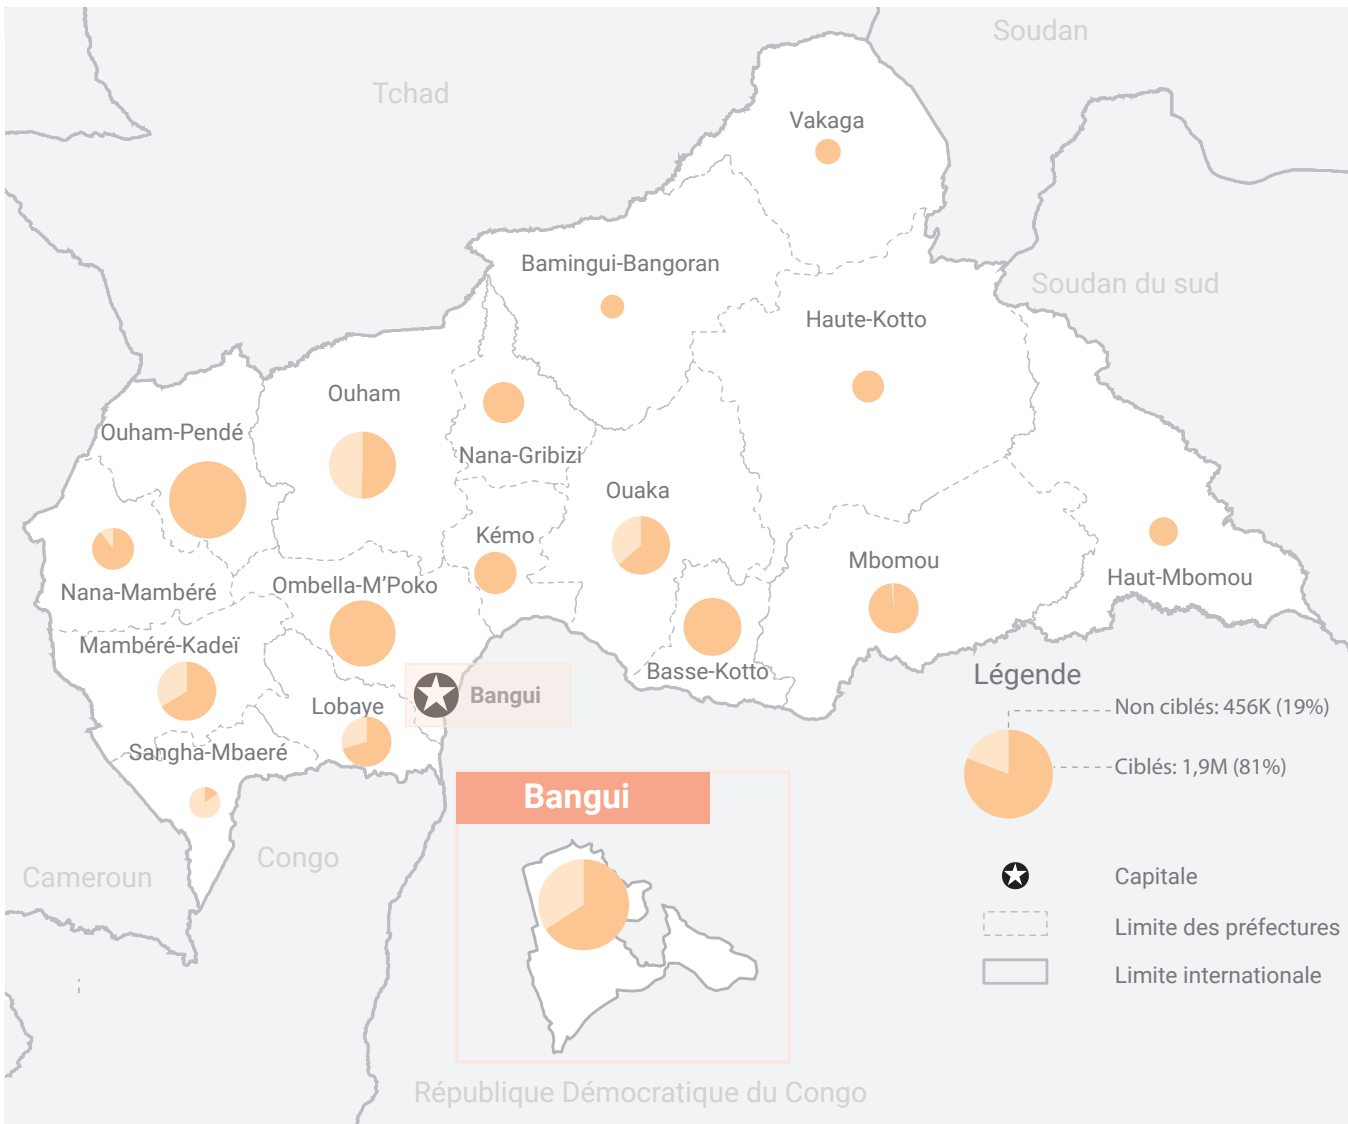 Soudan
Tchad
Vakaga
Bamingui-Bangoran
Soudan du sud
Haute-Kotto
Ouham
Ouham-Pendé
Nana-Gribizi
Ouaka
Kémo
Mbomou
Haut-Mbomou
Nana-Mambéré
Ombella-M'Poko
Mambéré-Kadeï
Basse-Kotto
Bangui
Lobaye
Sangha-Mbaeré
Légende
Non ciblés: 456K (19%)
Ciblés: 1,9M (81%)
Bangui
Congo
Cameroun
Capitale
Limite des préfectures
Limite internationale
République Démocratique du Congo